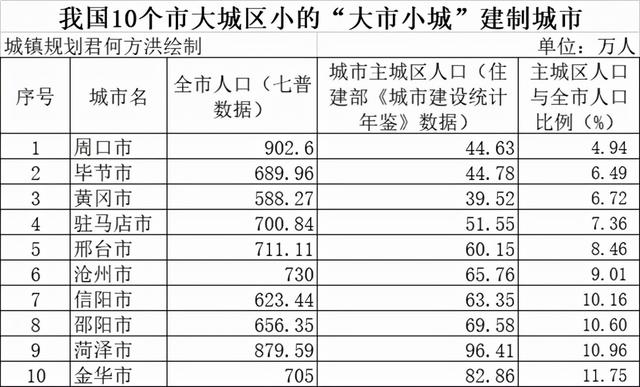 我国10个市大城区小的“大市小城”建制城市
城镇规划君何方洪绘制 单位：万人
序号 城市名 全市人口（七普数据） 城市主城区人口（住建部《城市建设统计年鉴》数据） 主城区人口与全市人口比例（%）
1 周口市 902.6 44.63 4.94
2 毕节市 689.96 44.78 6.49
3 黄冈市 588.27 39.52 6.72
4 驻马店市 700.84 51.55 7.36
5 邢台市 711.11 60.15 8.46
6 沧州市 730 65.76 9.01
7 信阳市 623.44 63.35 10.16
8 邵阳市 656.35 69.58 10.60
9 菏泽市 879.59 96.41 10.96
10 金华市 705 82.86 11.75